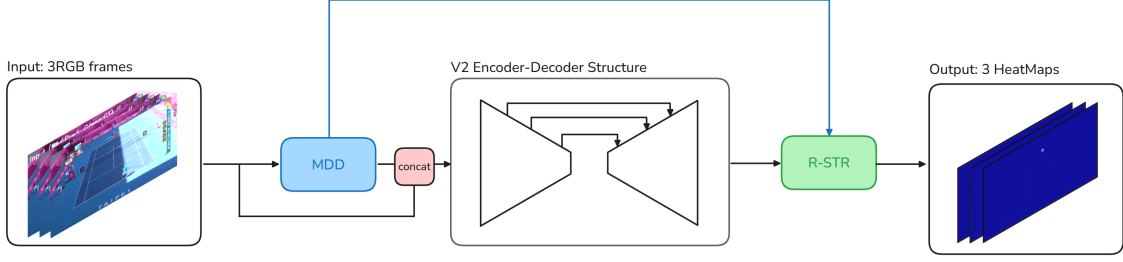 Input: 3RGB frames
MDD
concat
V2 Encoder-Decoder Structure
R-STR
Output: 3 HeatMaps